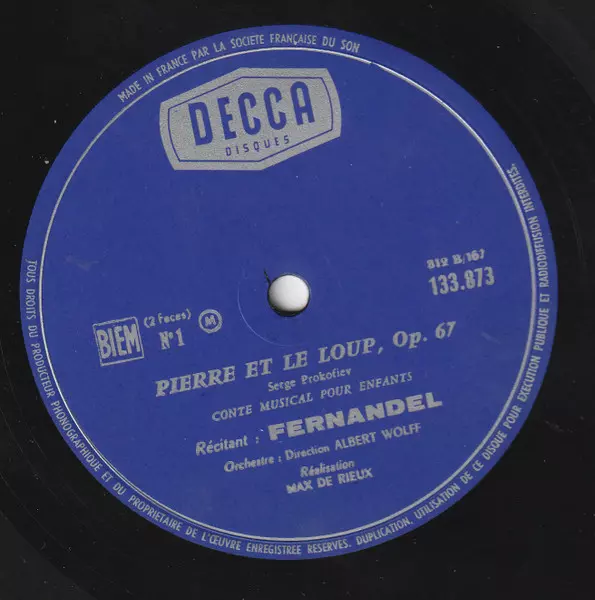 MADE IN FRANCE PAR LA SOCIETE FRANÇAISE DU SON
DECCA
DISQUES
812 B/167
133.873
BIEM
(2 faces)
N° 1
M
PIERRE ET LE LOUP, Op. 67
Serge Prokofiev
CONTE MUSICAL POUR ENFANTS
Récitant : FERNANDEL
Orchestre : Direction ALBERT WOLFF
Réalisation
MAX DE RIEUX
TOUS DROITS DU PRODUCTEUR PHONOGRAPHIQUE ET DU PROPRIETAIRE DE L'ŒUVRE ENREGISTREE RESERVES. DUPLICATION, UTILISATION DE CE DISQUE POUR EXECUTION PUBLIQUE ET RADIODIFFUSION INTERDITES.